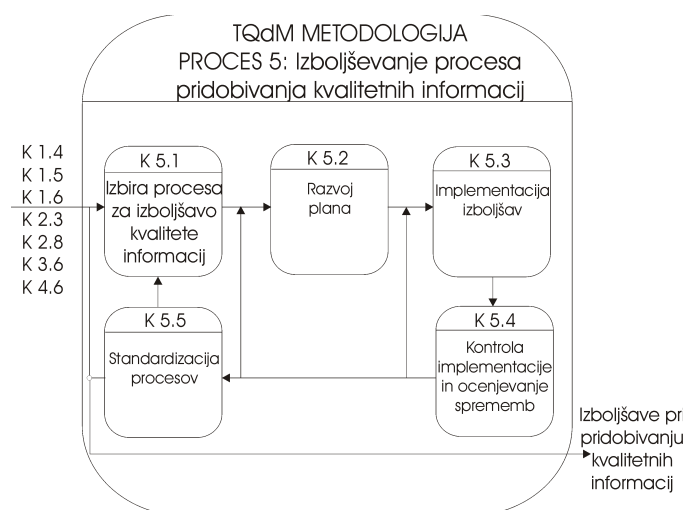 TQdM METODOLOGIJA
PROCES 5: Izboljševanje procesa
pridobivanja kvalitetnih informacij
K 1.4
K 1.5
K 1.6
K 2.3
K 2.8
K 3.6
K 4.6
K 5.1
Izbira procesa
za izboljšavo
kvalitete
informacij
K 5.2
Razvoj
plana
K 5.3
Implementacija
izboljšav
K 5.5
Standardizacija
procesov
K 5.4
Kontrola
implementacije
in ocenjevanje
sprememb
Izboljšave pri
pridobivanju
kvalitetnih
informacij